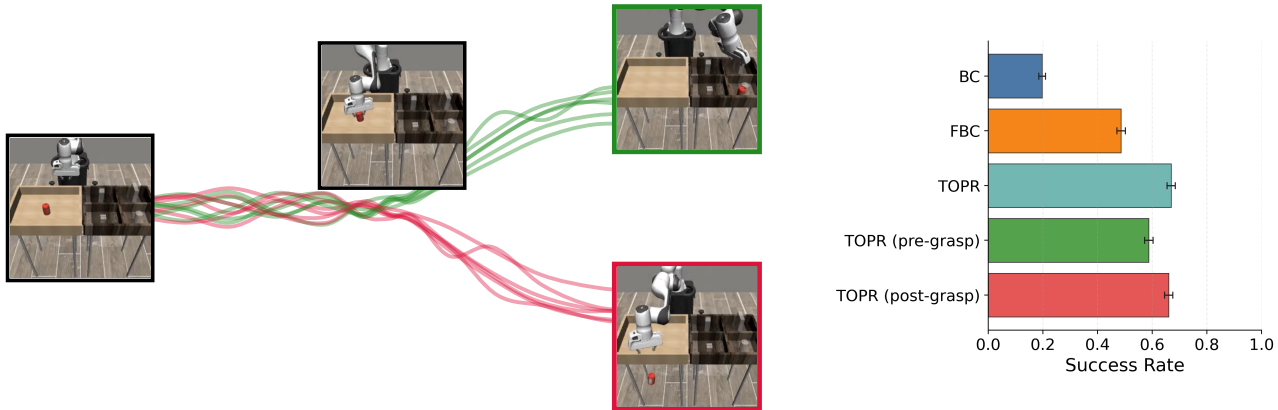 BC
FBC
TOPR
TOPR (pre-grasp)
TOPR (post-grasp)
0.0 0.2 0.4 0.6 0.8 1.0
Success Rate